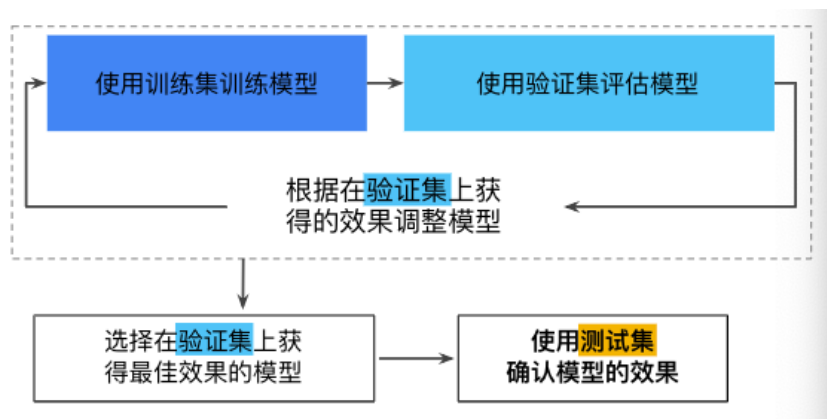 使用训练集训练模型
使用验证集评估模型
根据在验证集上获
得的效果调整模型
选择在验证集上获
得最佳效果的模型
使用测试集
确认模型的效果